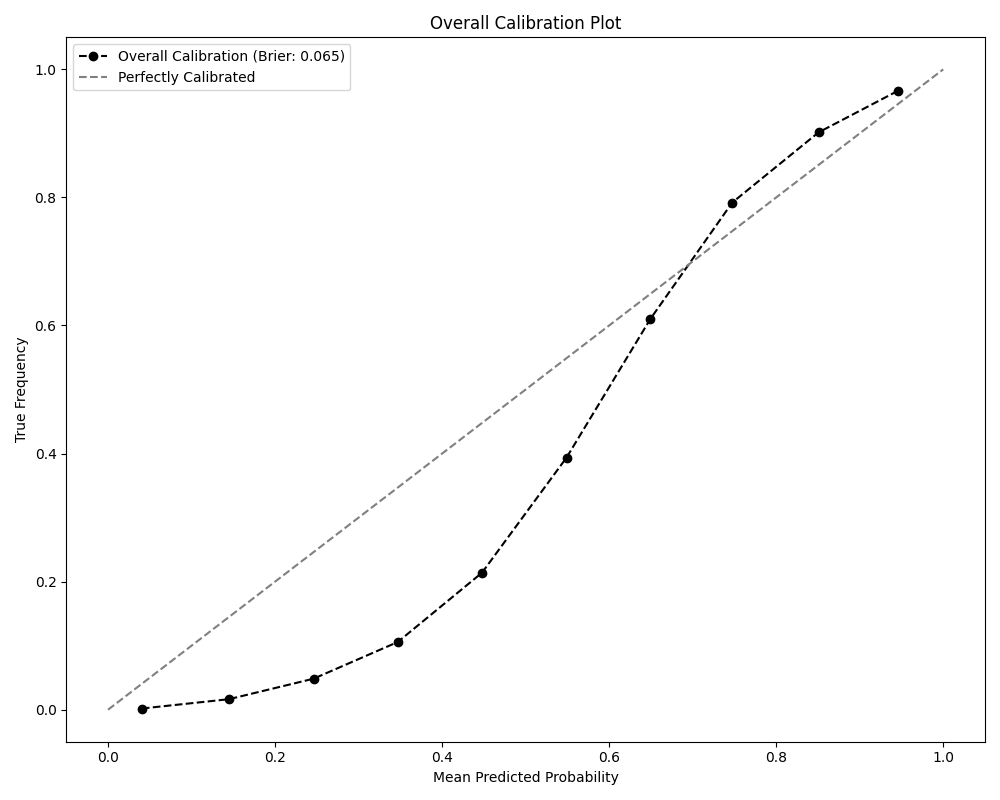 Overall Calibration Plot
Overall Calibration (Brier: 0.065)
Perfectly Calibrated
1.0
0.8
0.6
0.4
0.2
0.0
True Frequency
0.0 0.2 0.4 0.6 0.8 1.0
Mean Predicted Probability